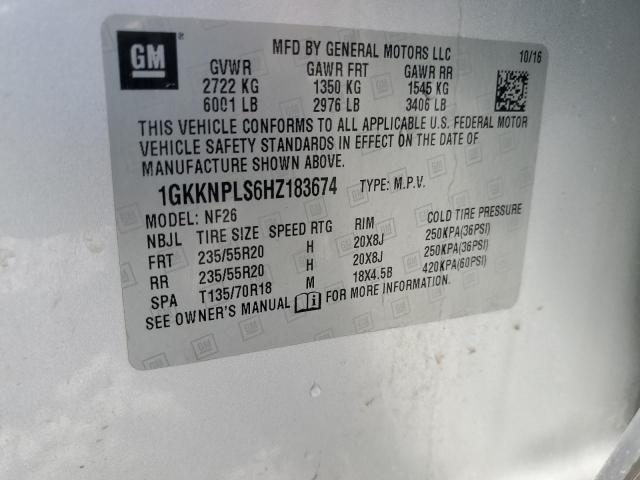 GM
MFD BY GENERAL MOTORS LLC 10/16
GVWR GAWR FRT GAWR RR
2722 KG 1350 KG 1545 KG
6001 LB 2976 LB 3406 LB
THIS VEHICLE CONFORMS TO ALL APPLICABLE U.S. FEDERAL MOTOR
VEHICLE SAFETY STANDARDS IN EFFECT ON THE DATE OF
MANUFACTURE SHOWN ABOVE.
1GKKNPLS6HZ183674 TYPE: M.P.V.
MODEL: NF26
NBJL TIRE SIZE SPEED RTG RIM COLD TIRE PRESSURE
FRT 235/55R20 H 20X8J 250KPA(36PSI)
RR 235/55R20 H 20X8J 250KPA(36PSI)
SPA T135/70R18 M 18X4.5B 420KPA(60PSI)
SEE OWNER'S MANUAL FOR MORE INFORMATION.